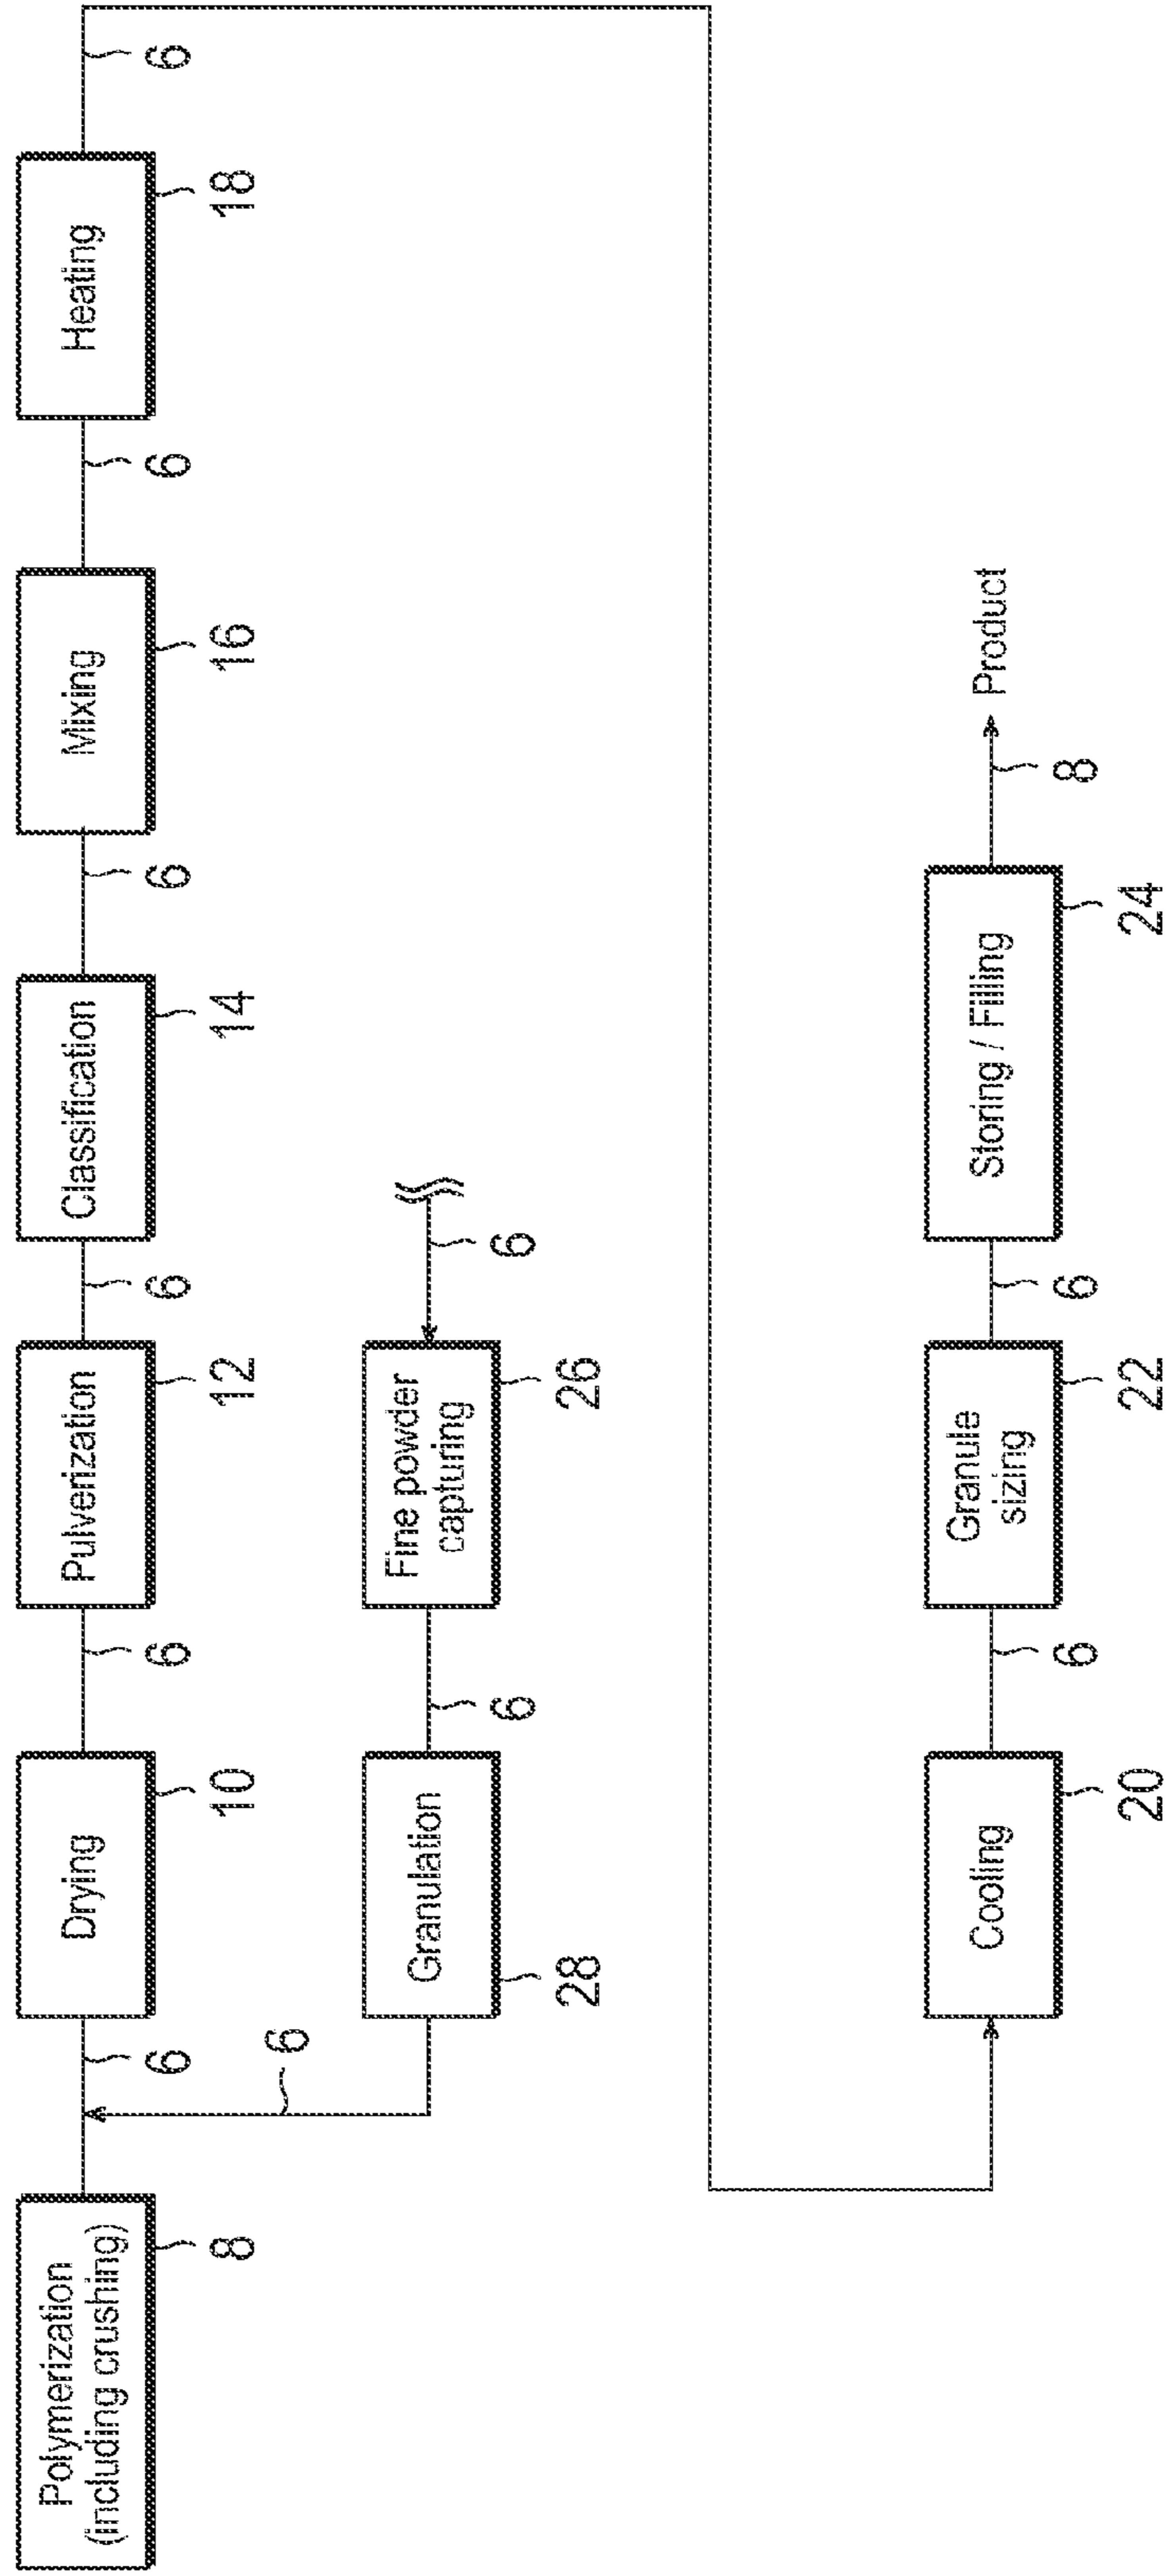 Polymerization
(including crushing)
8
6
Drying
10
6
Pulverization
12
6
Classification
14
6
Mixing
16
6
Heating
18
6
6
Granulation
28
6
Fine powder
capturing
26
6
Cooling
20
6
Granule
sizing
22
6
Storing / Filling
24
8
Product